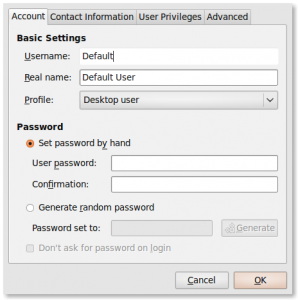 Account Contact Information User Privileges Advanced
Basic Settings
Username: Default
Real name: Default User
Profile: Desktop user
Password
Set password by hand
User password:
Confirmation:
Generate random password
Password set to: Generate
Don't ask for password on login
Cancel OK